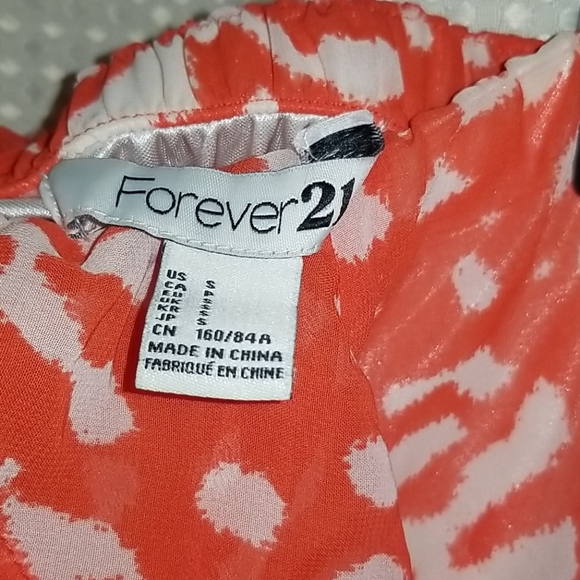 Forever21
US S
CA P
EU S
UK S
KR S
JP S
CN 160/84A
MADE IN CHINA
FABRIQUÉ EN CHINE